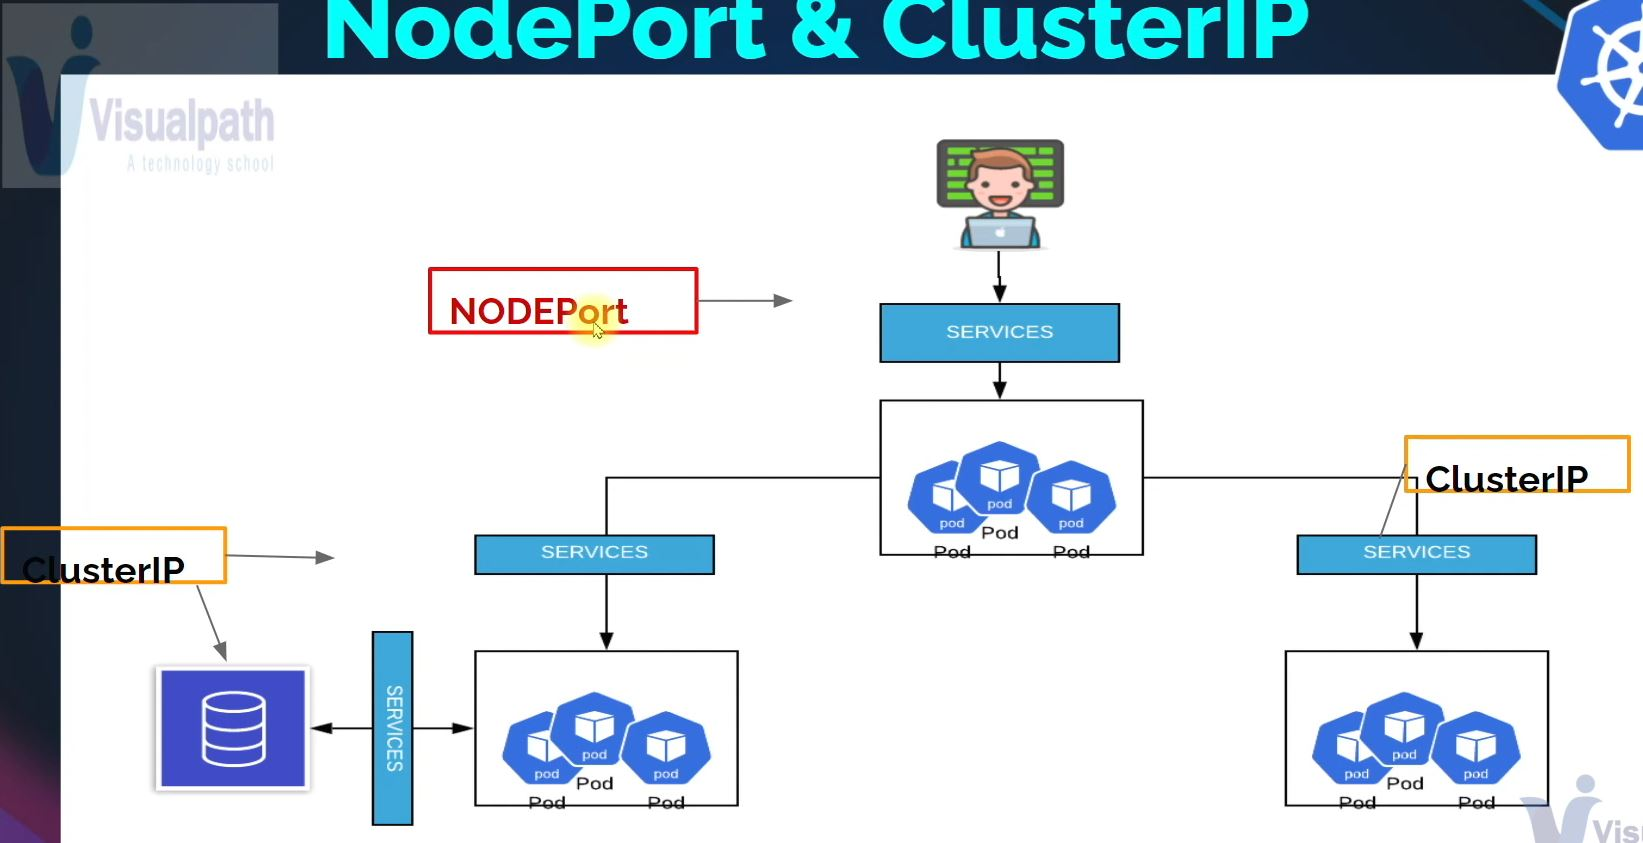 NodePort & ClusterIP
Visualpath
A technology school
NODEPort
SERVICES
ClusterIP
pod
pod
pod
Pod
Pod
Pod
ClusterIP
SERVICES
SERVICES
SERVICES
pod
pod
pod
Pod
Pod
Pod
pod
pod
pod
Pod
Pod
Pod